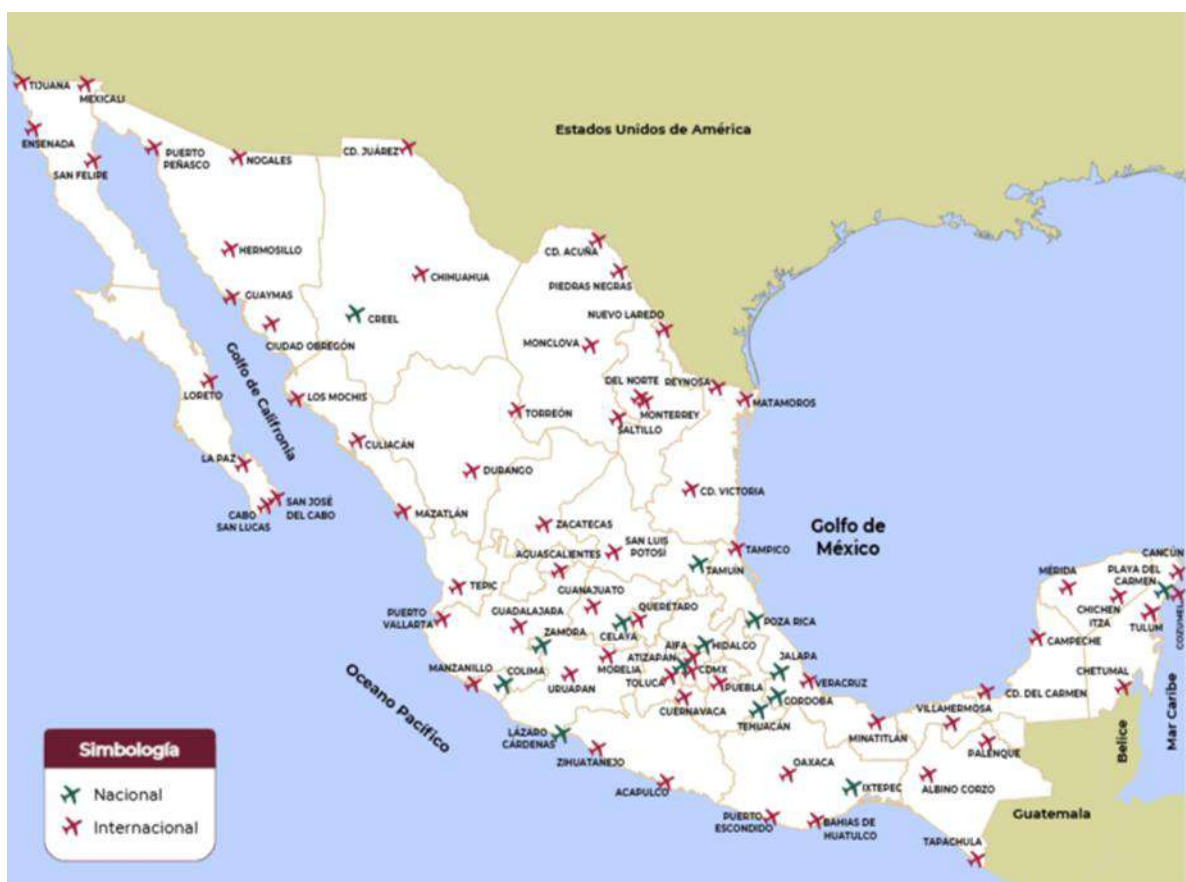 TIJUANA
MEXICALI
Estados Unidos de América
ENSENADA
PUERTO
PEÑASCO
NOGALES
CD. JUÁREZ
SAN FELIPE
HERMOSILLO
CD. ACUÑA
CHIHUAHUA
PIEDRAS NEGRAS
GUAYMAS
CREEL
NUEVO LAREDO
CIUDAD OBREGÓN
MONCLOVA
Golfo de Califronia
LORETO
LOS MOCHIS
DEL NORTE
REYNOSA
TORREÓN
MONTERREY
MATAMOROS
SALTILLO
CULIACÁN
LA PAZ
DURANGO
CD. VICTORIA
CABO
SAN LUCAS
SAN JOSÉ
DEL CABO
MAZATLÁN
ZACATECAS
Golfo de
México
SAN LUIS
POTOSÍ
AGUASCALIENTES
TAMPICO
TAMUÍN
CANCÚN
MÉRIDA
PLAYA DEL
CARMEN
TEPIC
GUANAJUATO
CHICHEN
ITZA
COZUMEL
PUERTO
VALLARTA
GUADALAJARA
QUERÉTARO
CELAYA
POZA RICA
TULUM
ZAMORA
CAMPECHE
AIFA
HIDALGO
ATIZAPÁN
JALAPA
MANZANILLO
COLIMA
MORELIA
CDMX
CHETUMAL
URUAPAN
TOLUCA
PUEBLA
VERACRUZ
CD. DEL CARMEN
Oceano Pacífico
CUERNAVACA
GORDOBA
VILLAHERMOSA
TEHUACÁN
Mar Caribe
LÁZARO
CÁRDENAS
MINATITLÁN
Belice
PALENQUE
ZIHUATANEJO
OAXACA
ACAPULCO
IXTEPEC
ALBINO CORZO
PUERTO
ESCONDIDO
BAHIAS DE
HUATULCO
Guatemala
TAPACHULA
Simbología
Nacional
Internacional